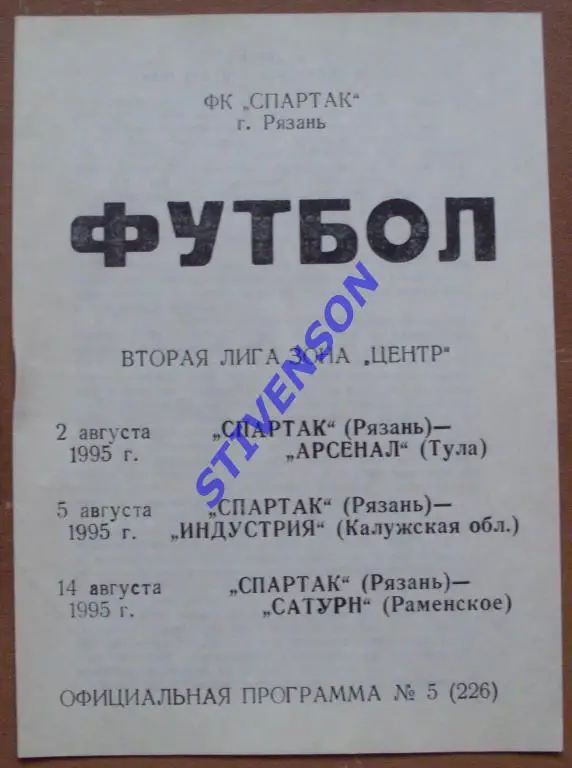 ФК „СПАРТАК"
г. Рязань
ФУТБОЛ
ВТОРАЯ ЛИГА ЗОНА „ЦЕНТР"
2 августа 1995 г.
„СПАРТАК" (Рязань)—
„АРСЕНАЛ" (Тула)
5 августа 1995 г.
„СПАРТАК" (Рязань)—
„ИНДУСТРИЯ" (Калужская обл.)
14 августа 1995 г.
„СПАРТАК" (Рязань)—
„САТУРН" (Раменское)
ОФИЦИАЛЬНАЯ ПРОГРАММА № 5 (226)
STIVENSON